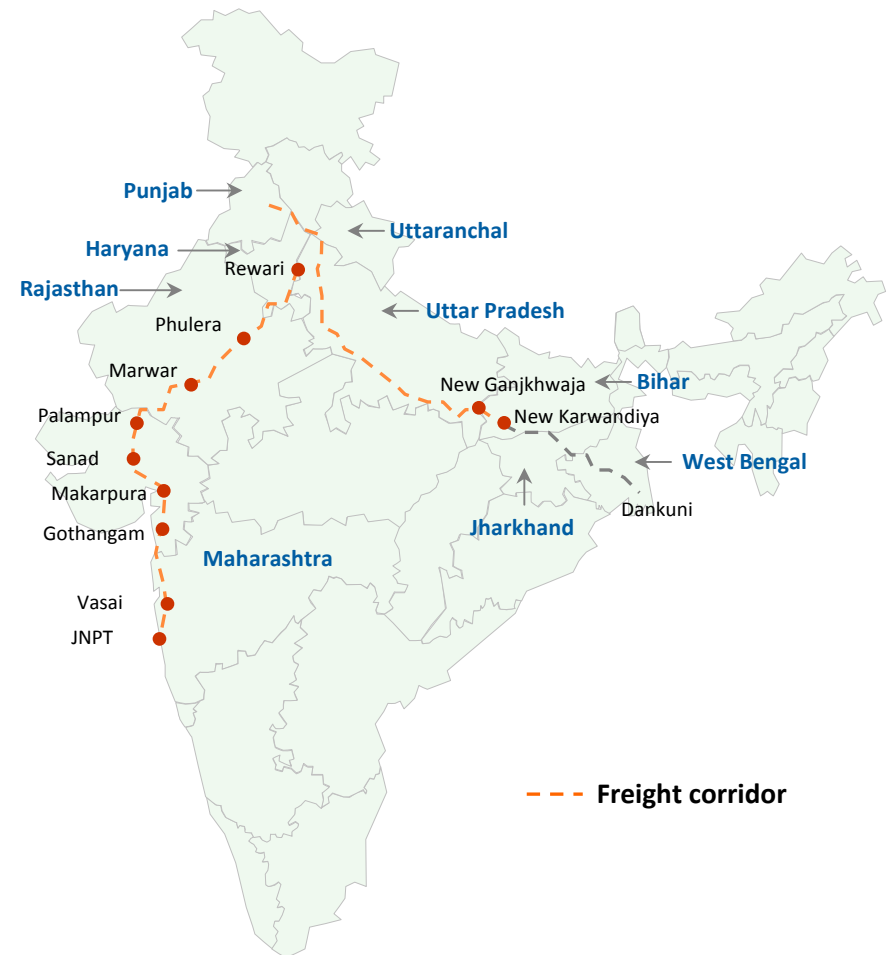 Punjab
Uttaranchal
Haryana
Rewari
Rajasthan
Uttar Pradesh
Phulera
Marwar
New Ganjkhwaja
Bihar
Palampur
New Karwandiya
Sanad
West Bengal
Makarpura
Dankuni
Gothangam
Jharkhand
Maharashtra
Vasai
JNPT
Freight corridor